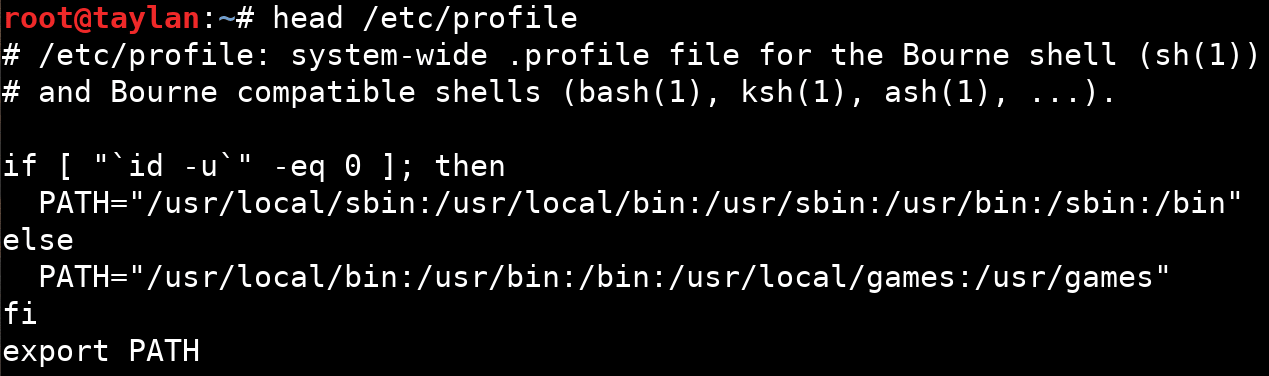 root@taylan:~# head /etc/profile
# /etc/profile: system-wide .profile file for the Bourne shell (sh(1))
# and Bourne compatible shells (bash(1), ksh(1), ash(1), ...).

if [ "`id -u`" -eq 0 ]; then
  PATH="/usr/local/sbin:/usr/local/bin:/usr/sbin:/usr/bin:/sbin:/bin"
else
  PATH="/usr/local/bin:/usr/bin:/bin:/usr/local/games:/usr/games"
fi
export PATH